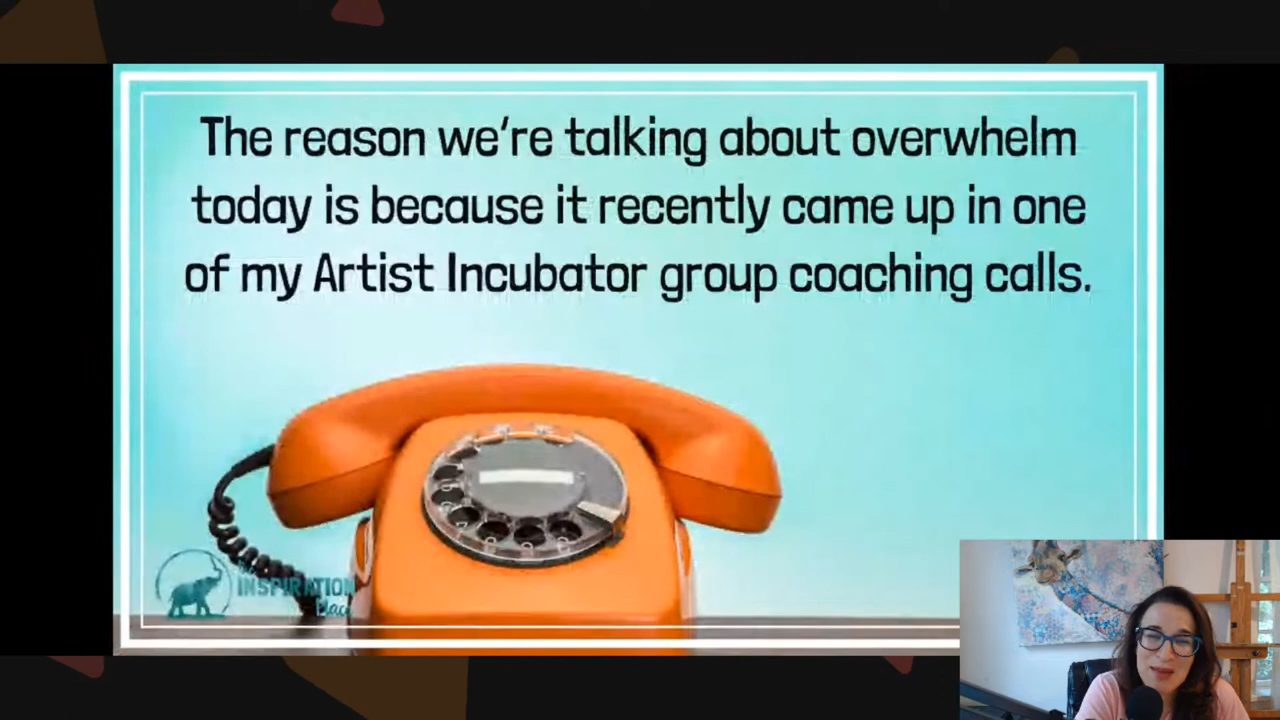 The reason we're talking about overwhelm
today is because it recently came up in one
of my Artist Incubator group coaching calls.
INSPIRATION
Place